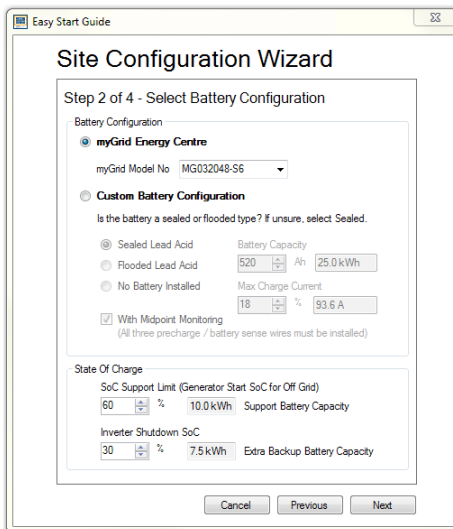 Easy Start Guide
Site Configuration Wizard
Step 2 of 4 - Select Battery Configuration
Battery Configuration
myGrid Energy Centre
myGrid Model No MG032048-S6
Custom Battery Configuration
Is the battery a sealed or flooded type? If unsure, select Sealed.
Sealed Lead Acid Battery Capacity
Flooded Lead Acid 520 Ah 25.0 kWh
No Battery Installed Max Charge Current
18 % 93.6 A
With Midpoint Monitoring
(All three precharge / battery sense wires must be installed)
State Of Charge
SoC Support Limit (Generator Start SoC for Off Grid)
60 % 10.0 kWh Support Battery Capacity
Inverter Shutdown SoC
30 % 7.5 kWh Extra Backup Battery Capacity
Cancel Previous Next